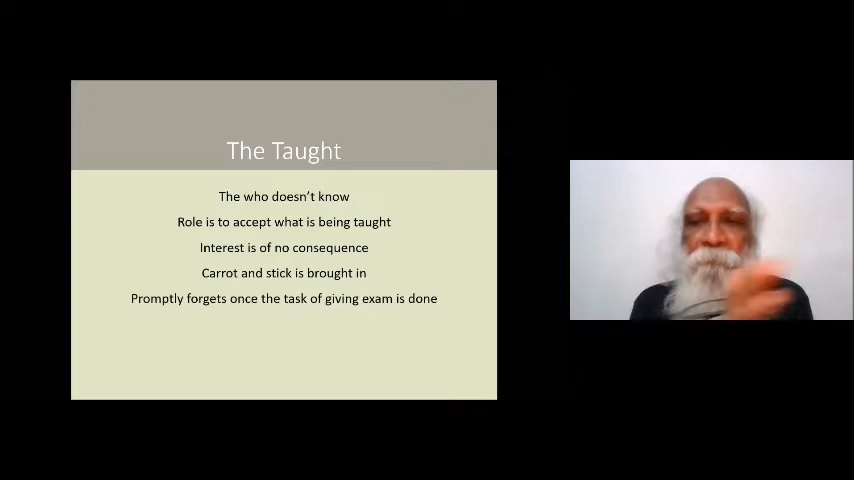 The Taught
The who doesn't know
Role is to accept what is being taught
Interest is of no consequence
Carrot and stick is brought in
Promptly forgets once the task of giving exam is done